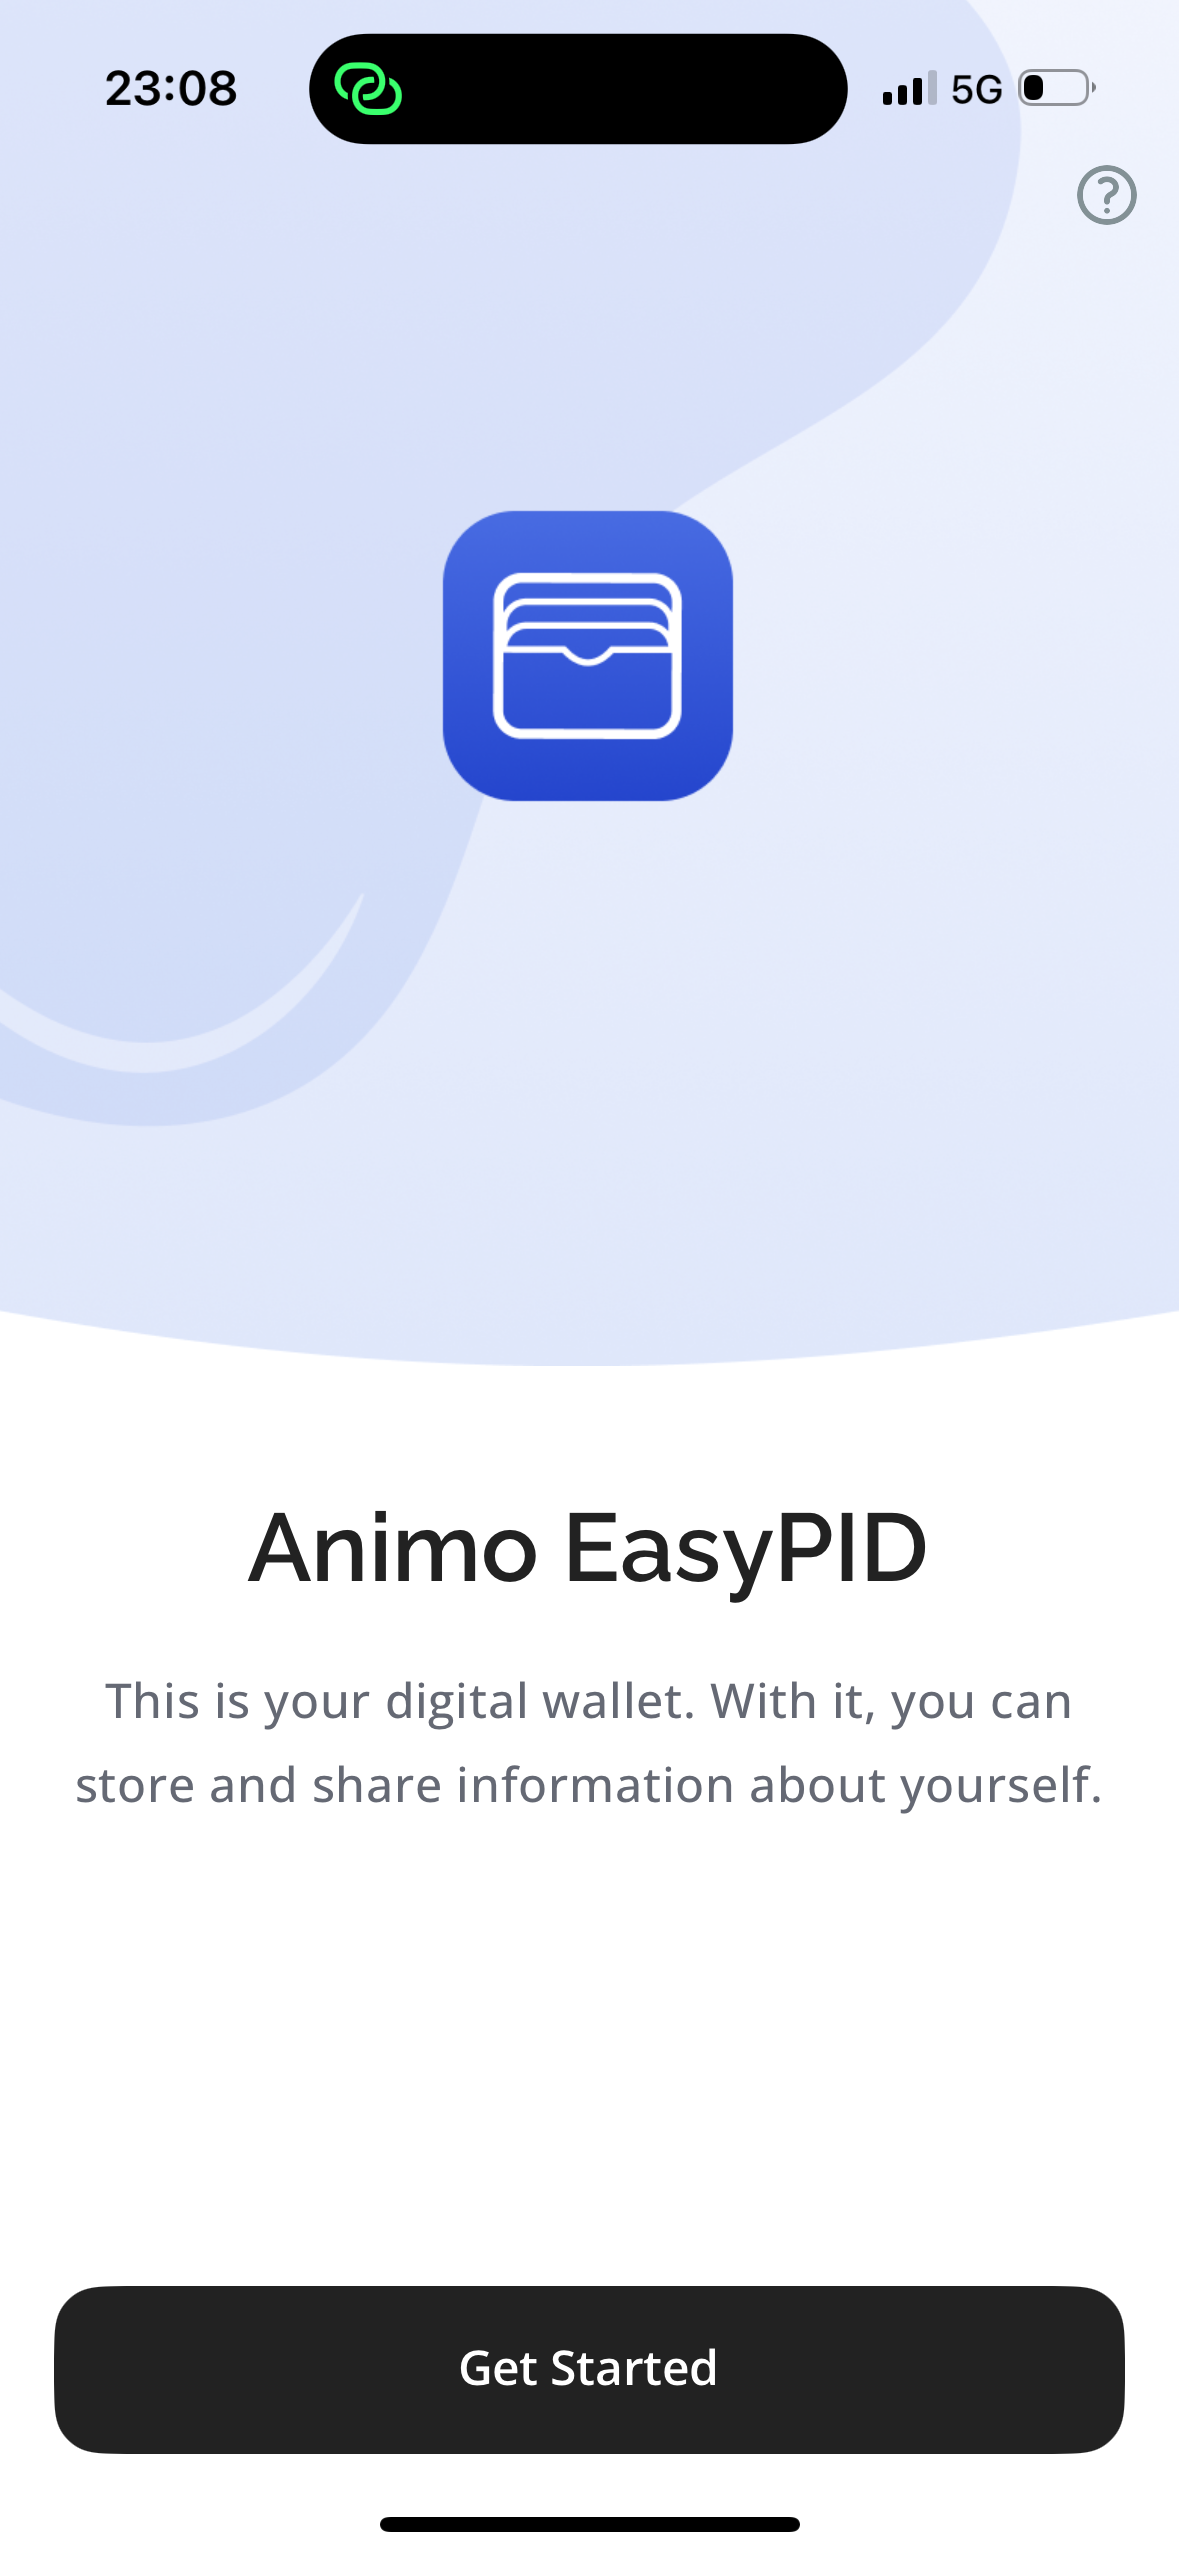 23:08
5G
Animo EasyPID
This is your digital wallet. With it, you can
store and share information about yourself.
Get Started